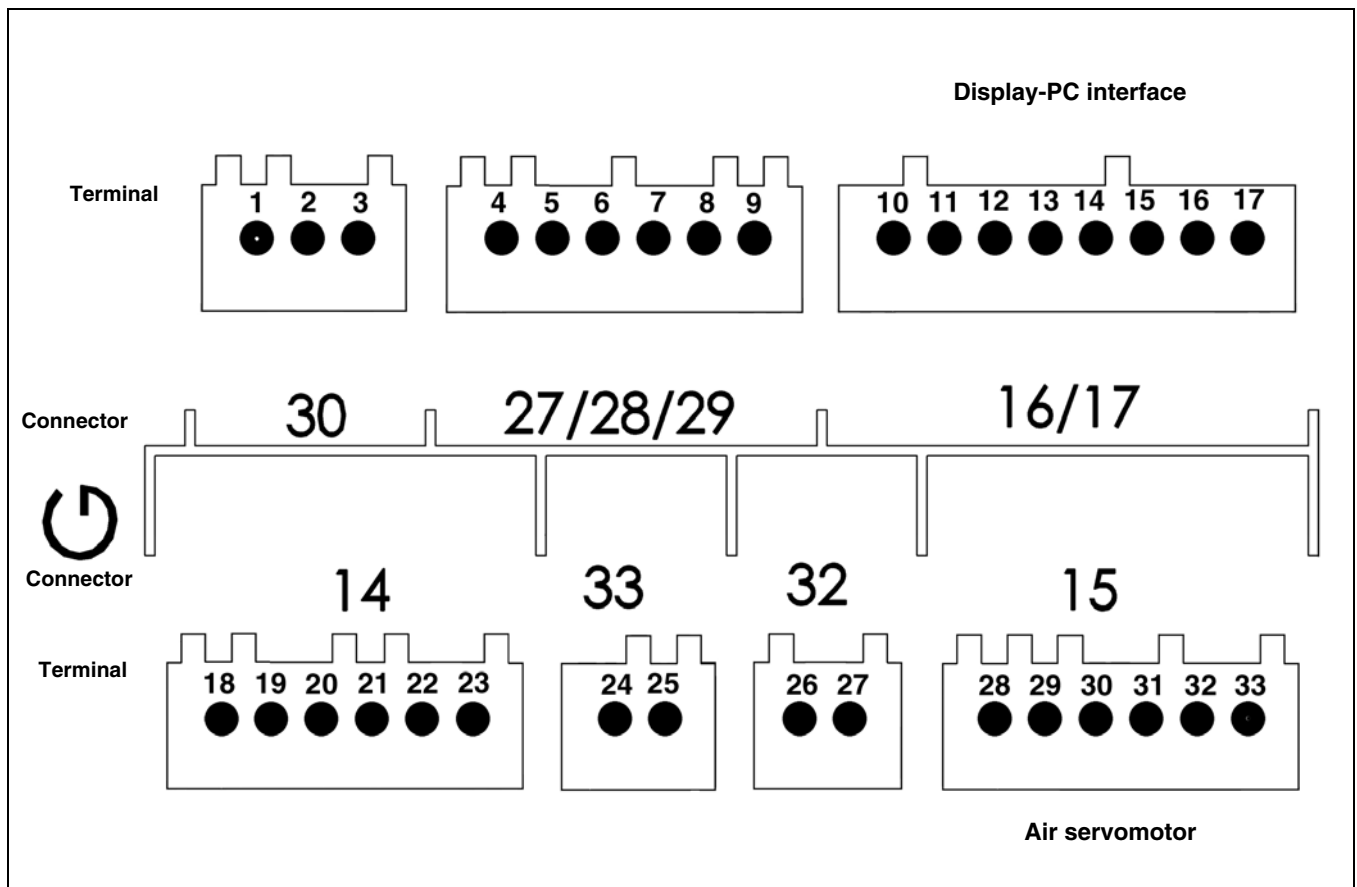 Display-PC interface
Terminal
1 2 3 4 5 6 7 8 9 10 11 12 13 14 15 16 17
Connector 30 27/28/29 16/17
Connector 14 33 32 15
Terminal
18 19 20 21 22 23 24 25 26 27 28 29 30 31 32 33
Air servomotor